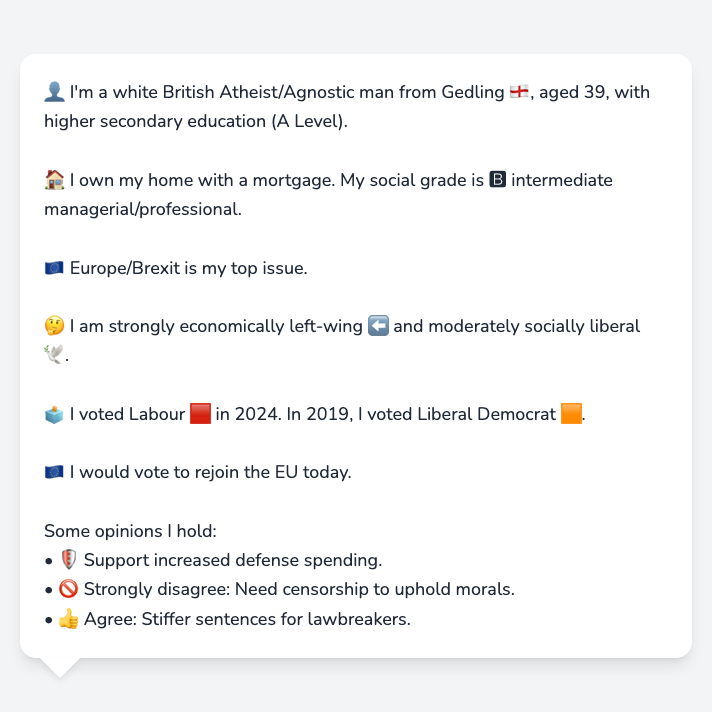 👤 I'm a white British Atheist/Agnostic man from Gedling 🏴󠁧󠁢󠁥󠁮󠁧󠁿, aged 39, with
higher secondary education (A Level).
🏠 I own my home with a mortgage. My social grade is 🅱 intermediate
managerial/professional.
🇪🇺 Europe/Brexit is my top issue.
🤔 I am strongly economically left-wing ⬅️ and moderately socially liberal
🕊️.
🗳️ I voted Labour 🟥 in 2024. In 2019, I voted Liberal Democrat 🟧.
🇪🇺 I would vote to rejoin the EU today.
Some opinions I hold:
• 🛡️ Support increased defense spending.
• 🚫 Strongly disagree: Need censorship to uphold morals.
• 👍 Agree: Stiffer sentences for lawbreakers.